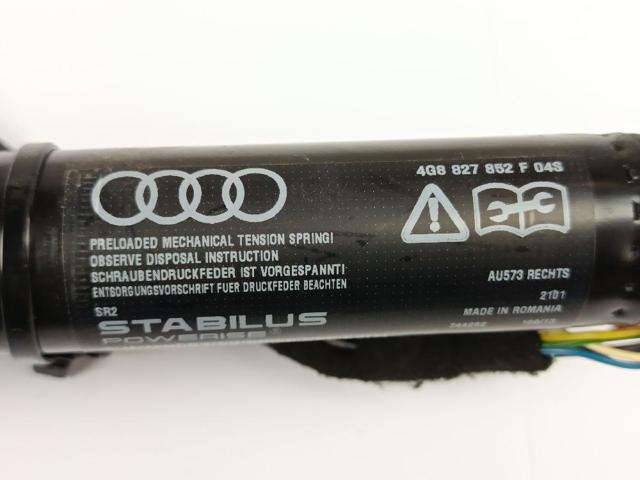 4G8 827 852 F 04S
PRELOADED MECHANICAL TENSION SPRING!
OBSERVE DISPOSAL INSTRUCTION
SCHRAUBENDRUCKFEDER IST VORGESPANNT!
ENTSORGUNGSVORSCHRIFT FUER DRUCKFEDER BEACHTEN
AU573 RECHTS
2101
SR2
MADE IN ROMANIA
STABILUS
POWERISE®